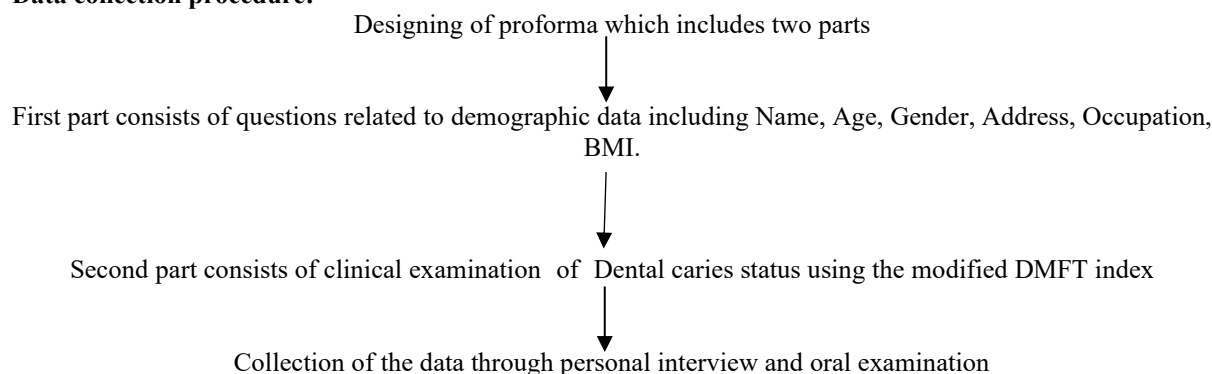 Data collection procedure:
Designing of proforma which includes two parts
First part consists of questions related to demographic data including Name, Age, Gender, Address, Occupation,
BMI.
Second part consists of clinical examination of Dental caries status using the modified DMFT index
Collection of the data through personal interview and oral examination